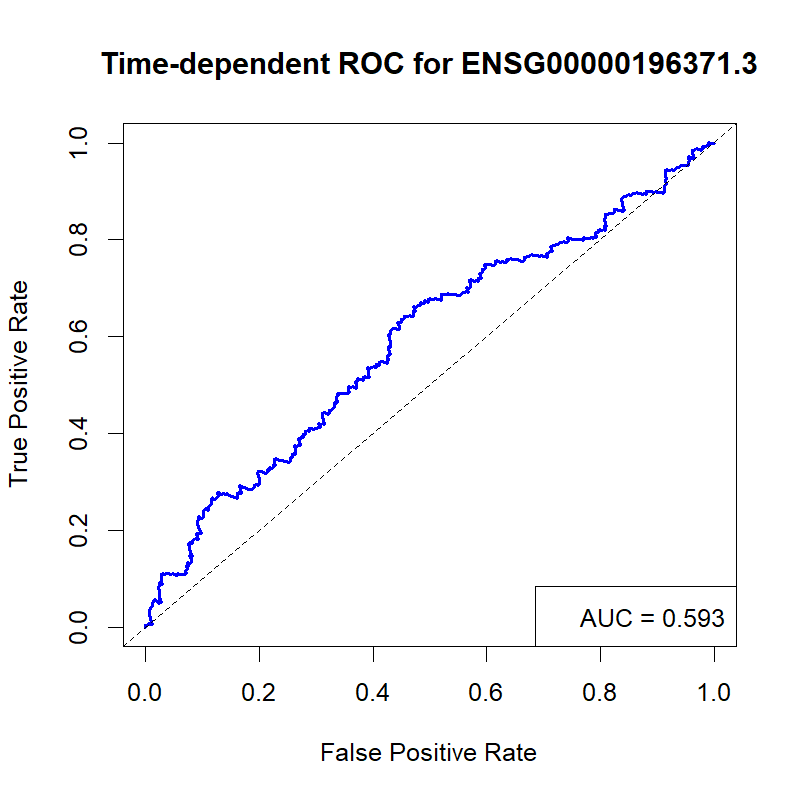 Time-dependent ROC for ENSG00000196371.3
True Positive Rate
1.0
0.8
0.6
0.4
0.2
0.0
AUC = 0.593
0.0 0.2 0.4 0.6 0.8 1.0
False Positive Rate